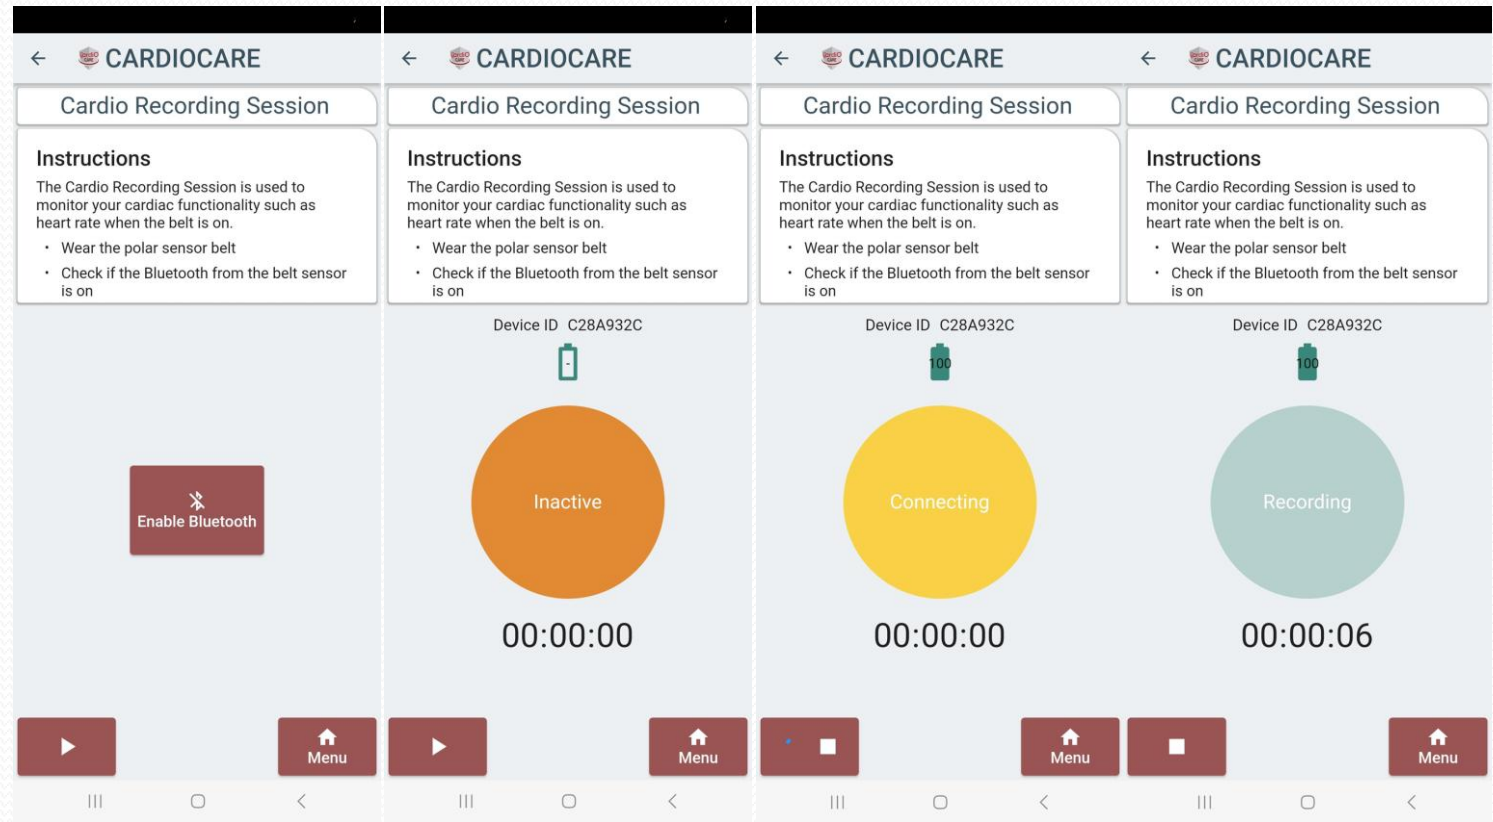 CARDIOCARE
Cardio Recording Session
Instructions
The Cardio Recording Session is used to
monitor your cardiac functionality such as
heart rate when the belt is on.
• Wear the polar sensor belt
• Check if the Bluetooth from the belt sensor
is on
Enable Bluetooth
Menu
CARDIOCARE
Cardio Recording Session
Instructions
The Cardio Recording Session is used to
monitor your cardiac functionality such as
heart rate when the belt is on.
• Wear the polar sensor belt
• Check if the Bluetooth from the belt sensor
is on
Device ID C28A932C
-
Inactive
00:00:00
Menu
CARDIOCARE
Cardio Recording Session
Instructions
The Cardio Recording Session is used to
monitor your cardiac functionality such as
heart rate when the belt is on.
• Wear the polar sensor belt
• Check if the Bluetooth from the belt sensor
is on
Device ID C28A932C
100
Connecting
00:00:00
Menu
CARDIOCARE
Cardio Recording Session
Instructions
The Cardio Recording Session is used to
monitor your cardiac functionality such as
heart rate when the belt is on.
• Wear the polar sensor belt
• Check if the Bluetooth from the belt sensor
is on
Device ID C28A932C
100
Recording
00:00:06
Menu